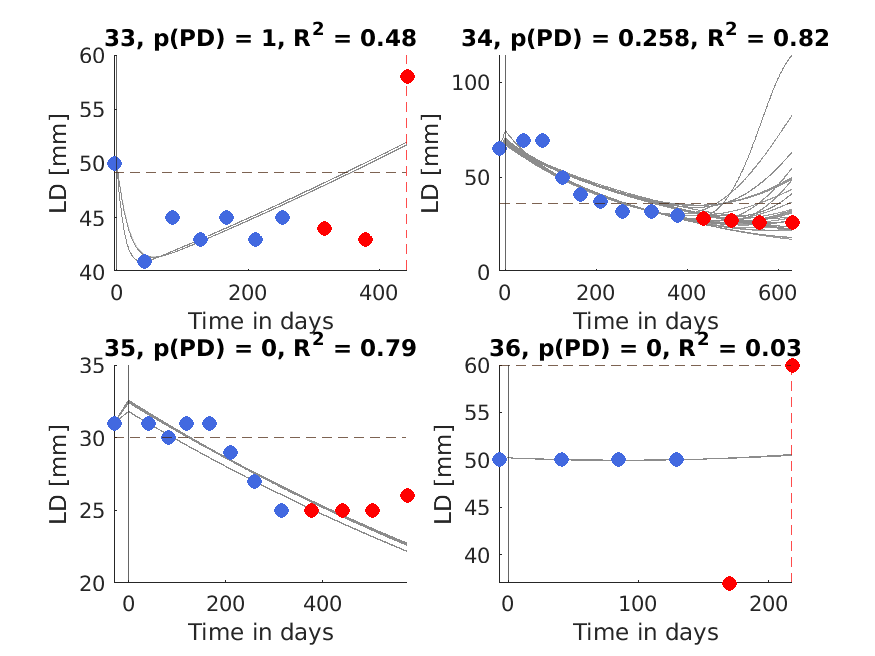 33, p(PD) = 1, R² = 0.48
LD [mm]
60
55
50
45
40
0 200 400
Time in days
34, p(PD) = 0.258, R² = 0.82
LD [mm]
100
50
0
0 200 400 600
Time in days
35, p(PD) = 0, R² = 0.79
LD [mm]
35
30
25
20
0 200 400
Time in days
36, p(PD) = 0, R² = 0.03
LD [mm]
60
55
50
45
40
0 100 200
Time in days